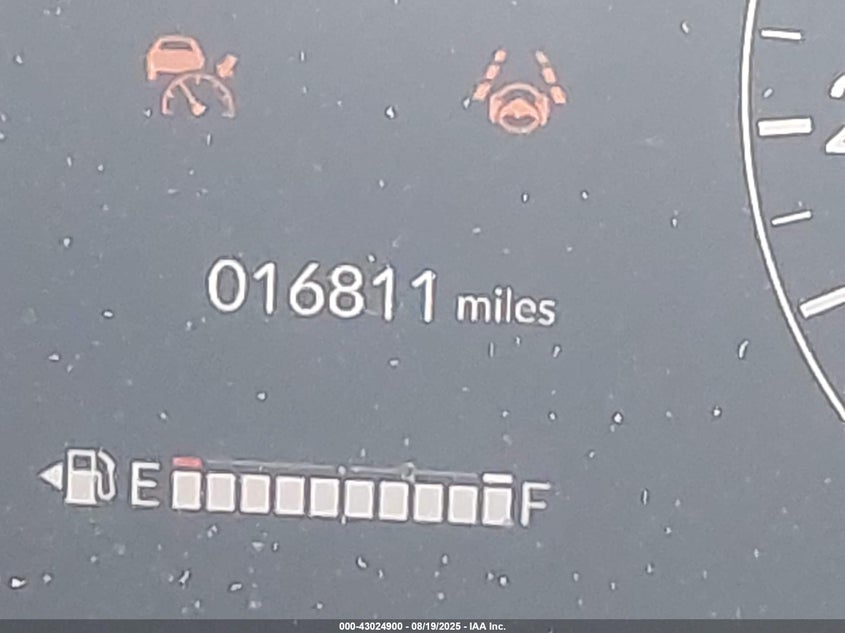 016811 miles
E F
000-43024900 - 08/19/2025 - IAA Inc.